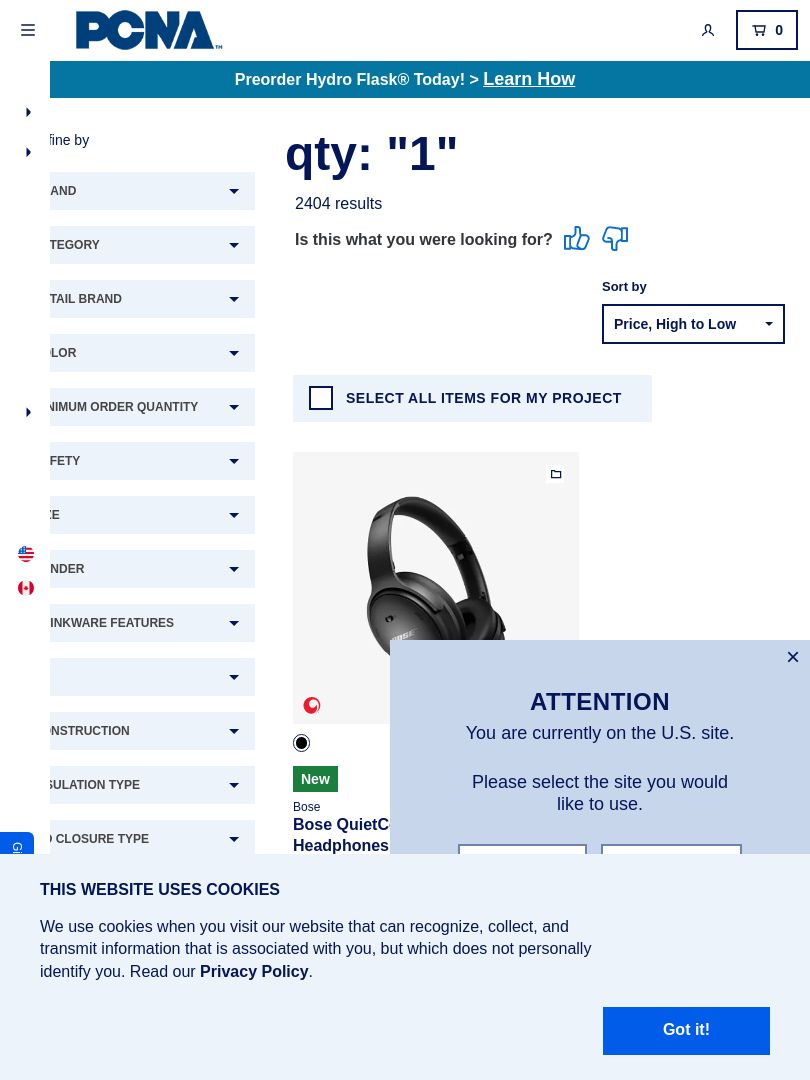 PCNA™
0
Preorder Hydro Flask® Today! > Learn How
fine by
qty: "1"
2404 results
Is this what you were looking for?
Sort by
Price, High to Low
SELECT ALL ITEMS FOR MY PROJECT
AND
TEGORY
TAIL BRAND
OLOR
NIMUM ORDER QUANTITY
FETY
ZE
NDER
INKWARE FEATURES
ONSTRUCTION
SULATION TYPE
D CLOSURE TYPE
BOSE
New
Bose
Bose QuietC
Headphones
ATTENTION
You are currently on the U.S. site.
Please select the site you would
like to use.
Gi
THIS WEBSITE USES COOKIES
We use cookies when you visit our website that can recognize, collect, and
transmit information that is associated with you, but which does not personally
identify you. Read our Privacy Policy.
Got it!